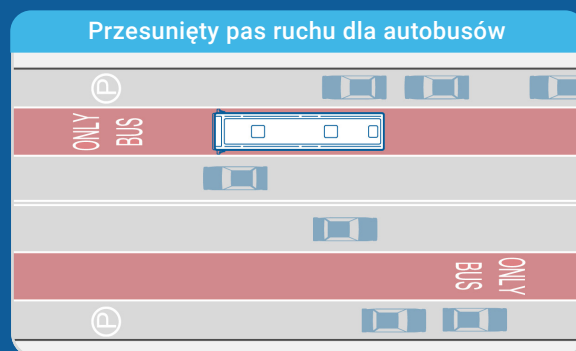 Przesunięty pas ruchu dla autobusów
P
ONLY
BUS
BUS
ONLY
P